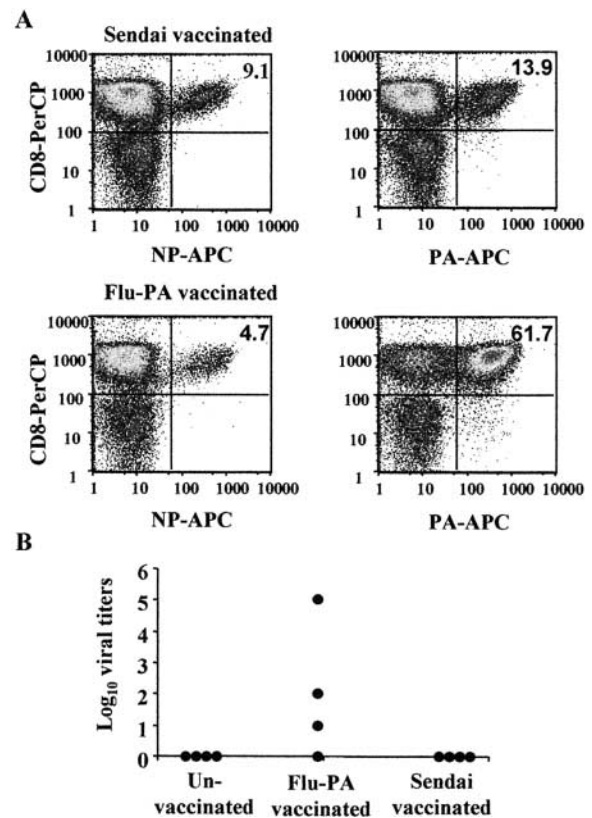 A
Sendai vaccinated
10000
1000
100
10
1
CD8-PerCP
9.1
1 10 100 1000 10000
NP-APC
10000
1000
100
10
1
13.9
1 10 100 1000 10000
PA-APC
Flu-PA vaccinated
10000
1000
100
10
1
CD8-PerCP
4.7
1 10 100 1000 10000
NP-APC
10000
1000
100
10
1
61.7
1 10 100 1000 10000
PA-APC
B
Log10 viral titers
6
5
4
3
2
1
0
Un-
vaccinated
Flu-PA
vaccinated
Sendai
vaccinated